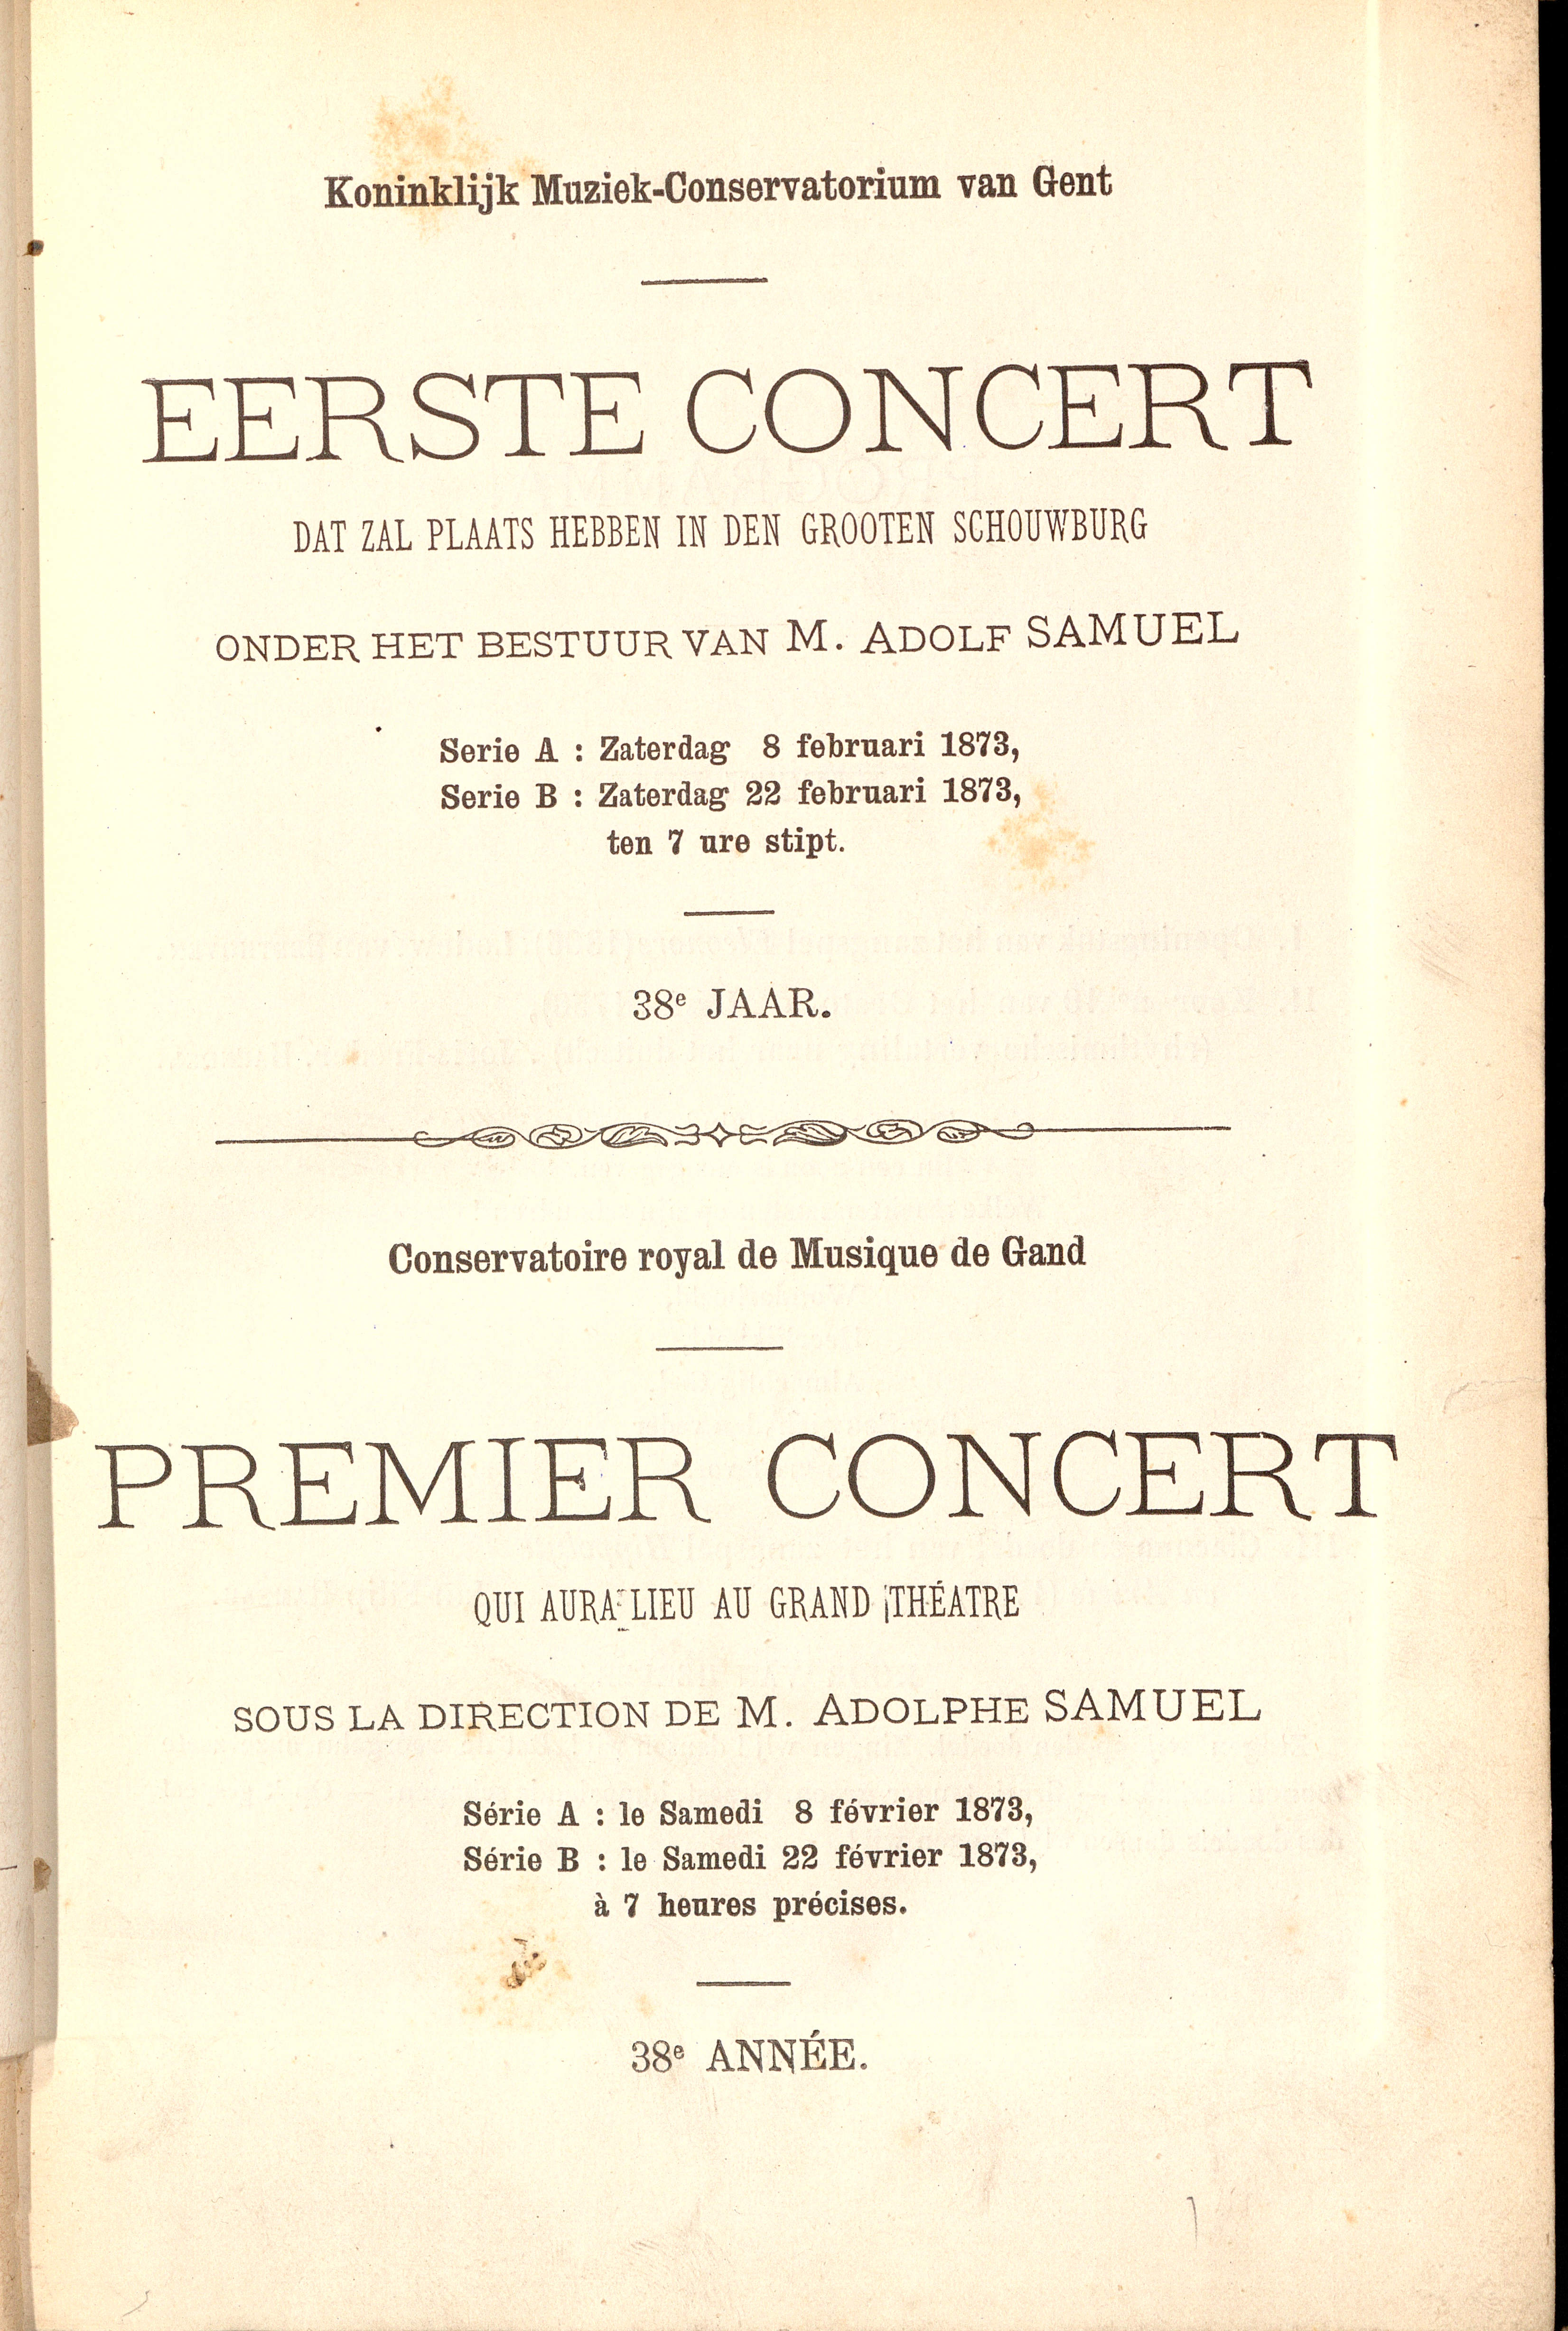 Koninklijk Muziek-Conservatorium van Gent
EERSTE CONCERT
DAT ZAL PLAATS HEBBEN IN DEN GROOTEN SCHOUWBURG
ONDER HET BESTUUR VAN M. ADOLF SAMUEL
Serie A : Zaterdag 8 februari 1873,
Serie B : Zaterdag 22 februari 1873,
ten 7 ure stipt.
38e JAAR.
Conservatoire royal de Musique de Gand
PREMIER CONCERT
QUI AURA LIEU AU GRAND THÉATRE
SOUS LA DIRECTION DE M. ADOLPHE SAMUEL
Série A : le Samedi 8 février 1873,
Série B : le Samedi 22 février 1873,
à 7 heures précises.
38e ANNÉE.